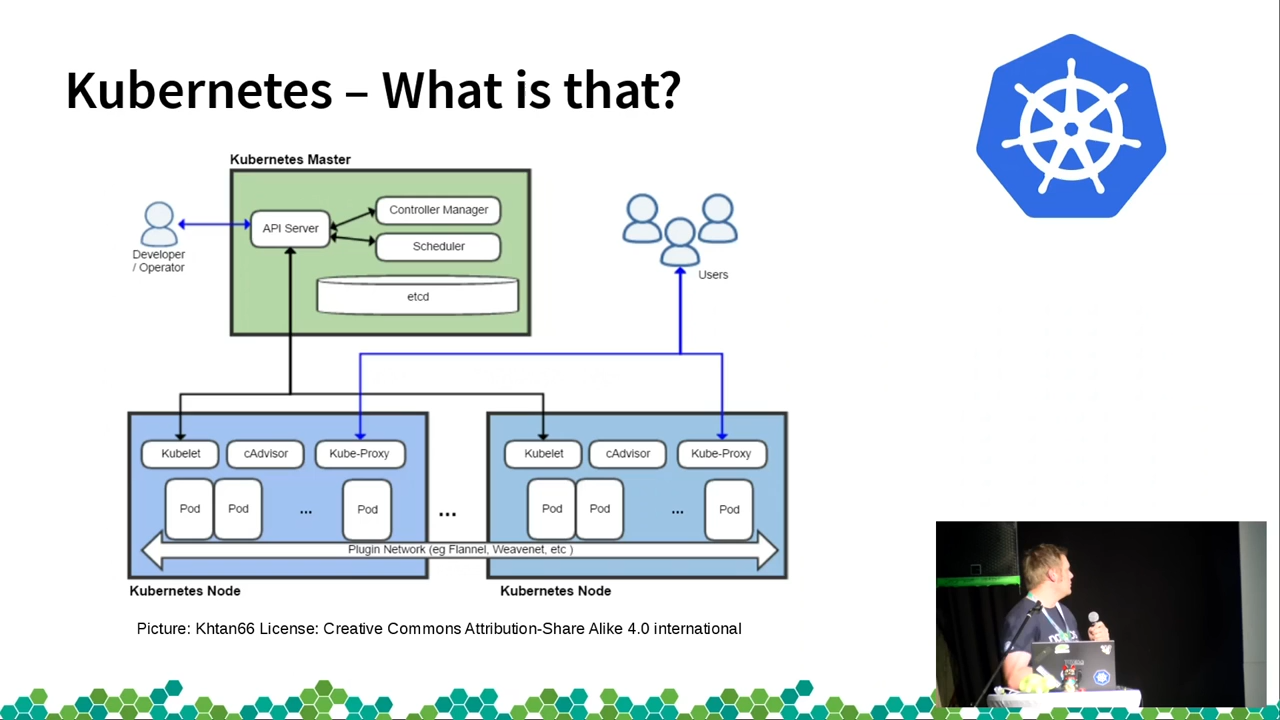 Kubernetes – What is that?
Kubernetes Master
API Server
Controller Manager
Scheduler
etcd
Developer
/ Operator
Users
Kubelet
cAdvisor
Kube-Proxy
Pod
Pod
...
Pod
...
Kubelet
cAdvisor
Kube-Proxy
Pod
Pod
...
Pod
Plugin Network (eg Flannel, Weavenet, etc )
Kubernetes Node
Kubernetes Node
Picture: Khtan66 License: Creative Commons Attribution-Share Alike 4.0 international